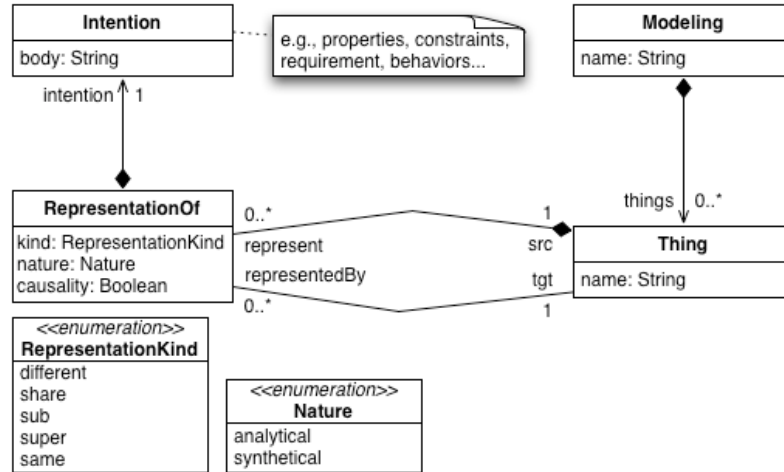 Intention
body: String
e.g., properties, constraints,
requirement, behaviors...
Modeling
name: String
intention 1
things 0..*
RepresentationOf
kind: RepresentationKind
nature: Nature
causality: Boolean
0..*
represent
representedBy
0..*
1
src
tgt
1
Thing
name: String
<<enumeration>>
RepresentationKind
different
share
sub
super
same
<<enumeration>>
Nature
analytical
synthetical